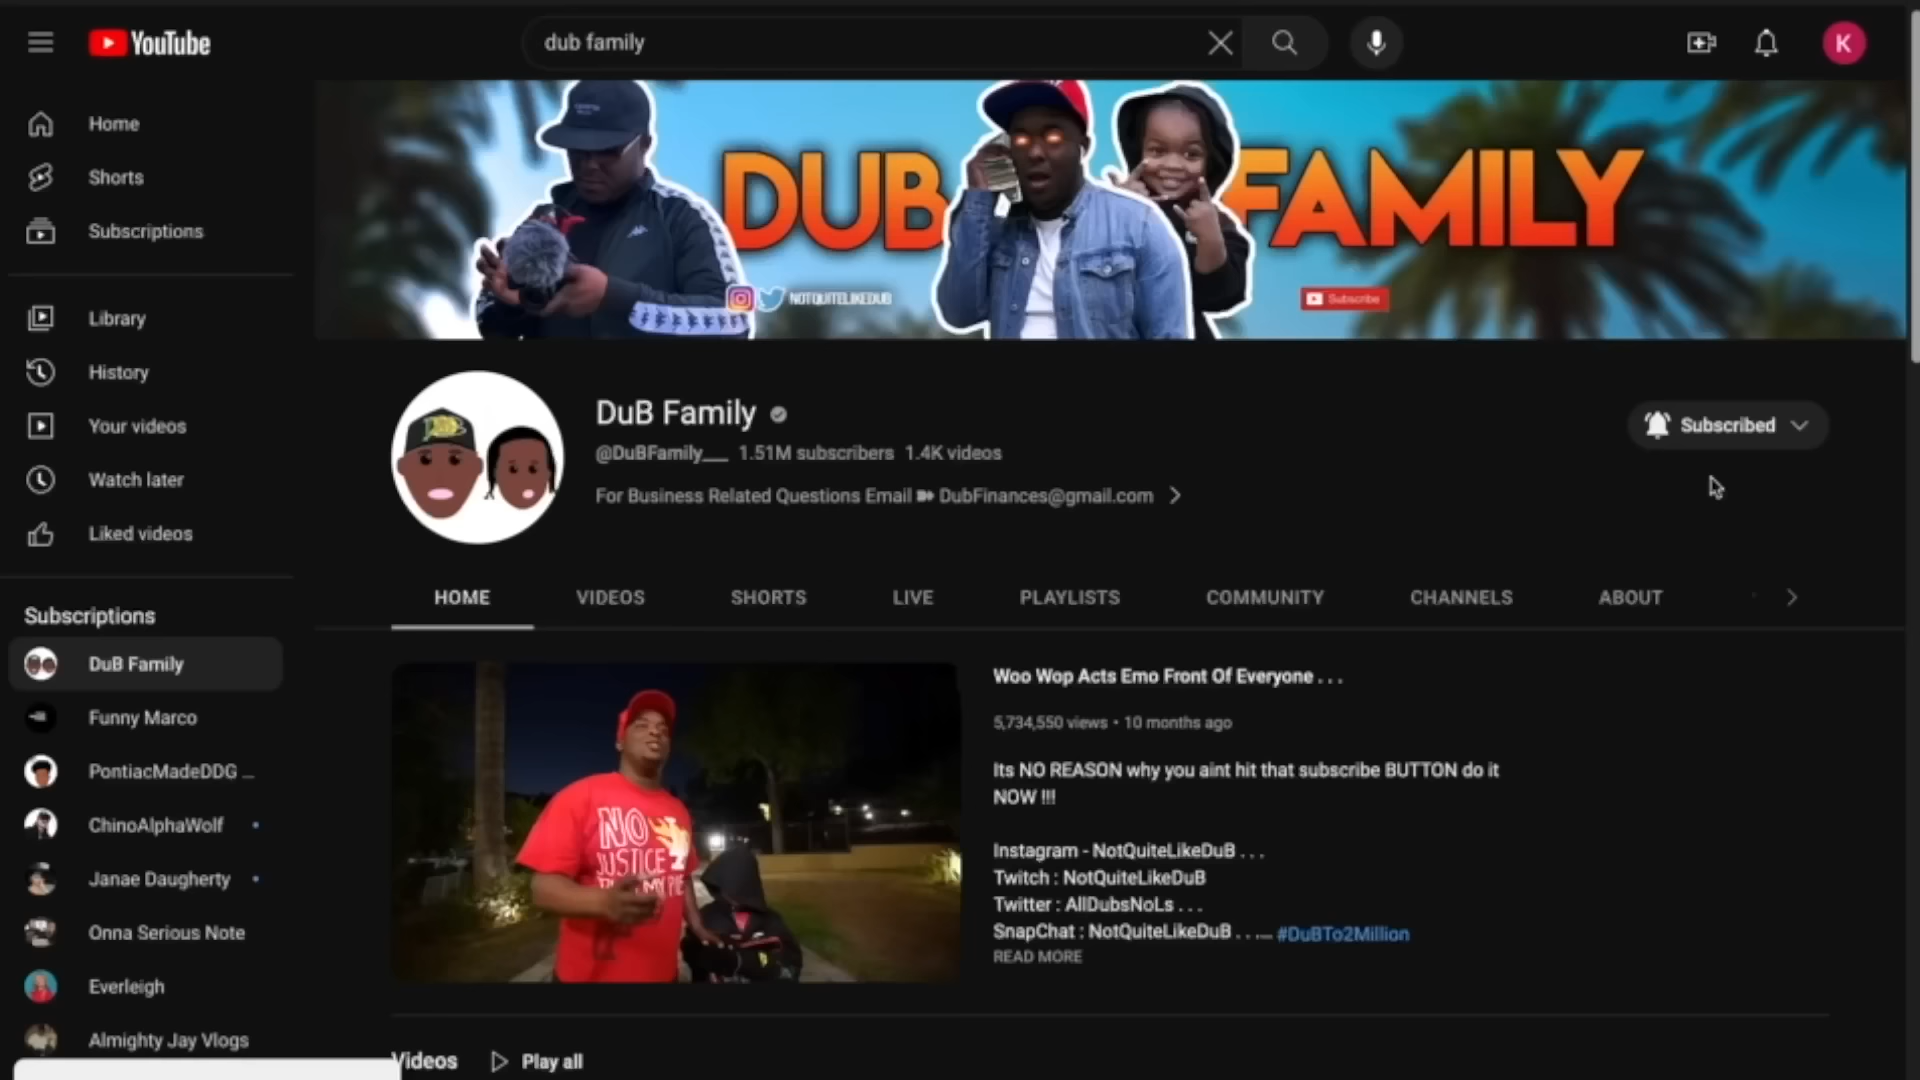 YouTube
dub family
K
Home
Shorts
Subscriptions
Library
History
Your videos
Watch later
Liked videos
Subscriptions
DuB Family
Funny Marco
PontiacMadeDDG ...
ChinoAlphaWolf
Janae Daugherty
Onna Serious Note
Everleigh
Almighty Jay Vlogs
DUB FAMILY
NOTQUITELIKEDUB
Subscribe
DuB Family
@DuBFamily__ 1.51M subscribers 1.4K videos
For Business Related Questions Email ➽ DubFinances@gmail.com
Subscribed
HOME VIDEOS SHORTS LIVE PLAYLISTS COMMUNITY CHANNELS ABOUT
NO
JUSTICE
Woo Wop Acts Emo Front Of Everyone . . .
5,734,550 views • 10 months ago
Its NO REASON why you aint hit that subscribe BUTTON do it
NOW !!!
Instagram - NotQuiteLikeDuB . . .
Twitch : NotQuiteLikeDuB
Twitter : AllDubsNoLs . . .
SnapChat : NotQuiteLikeDuB . . .... #DuBTo2Million
READ MORE
Videos Play all